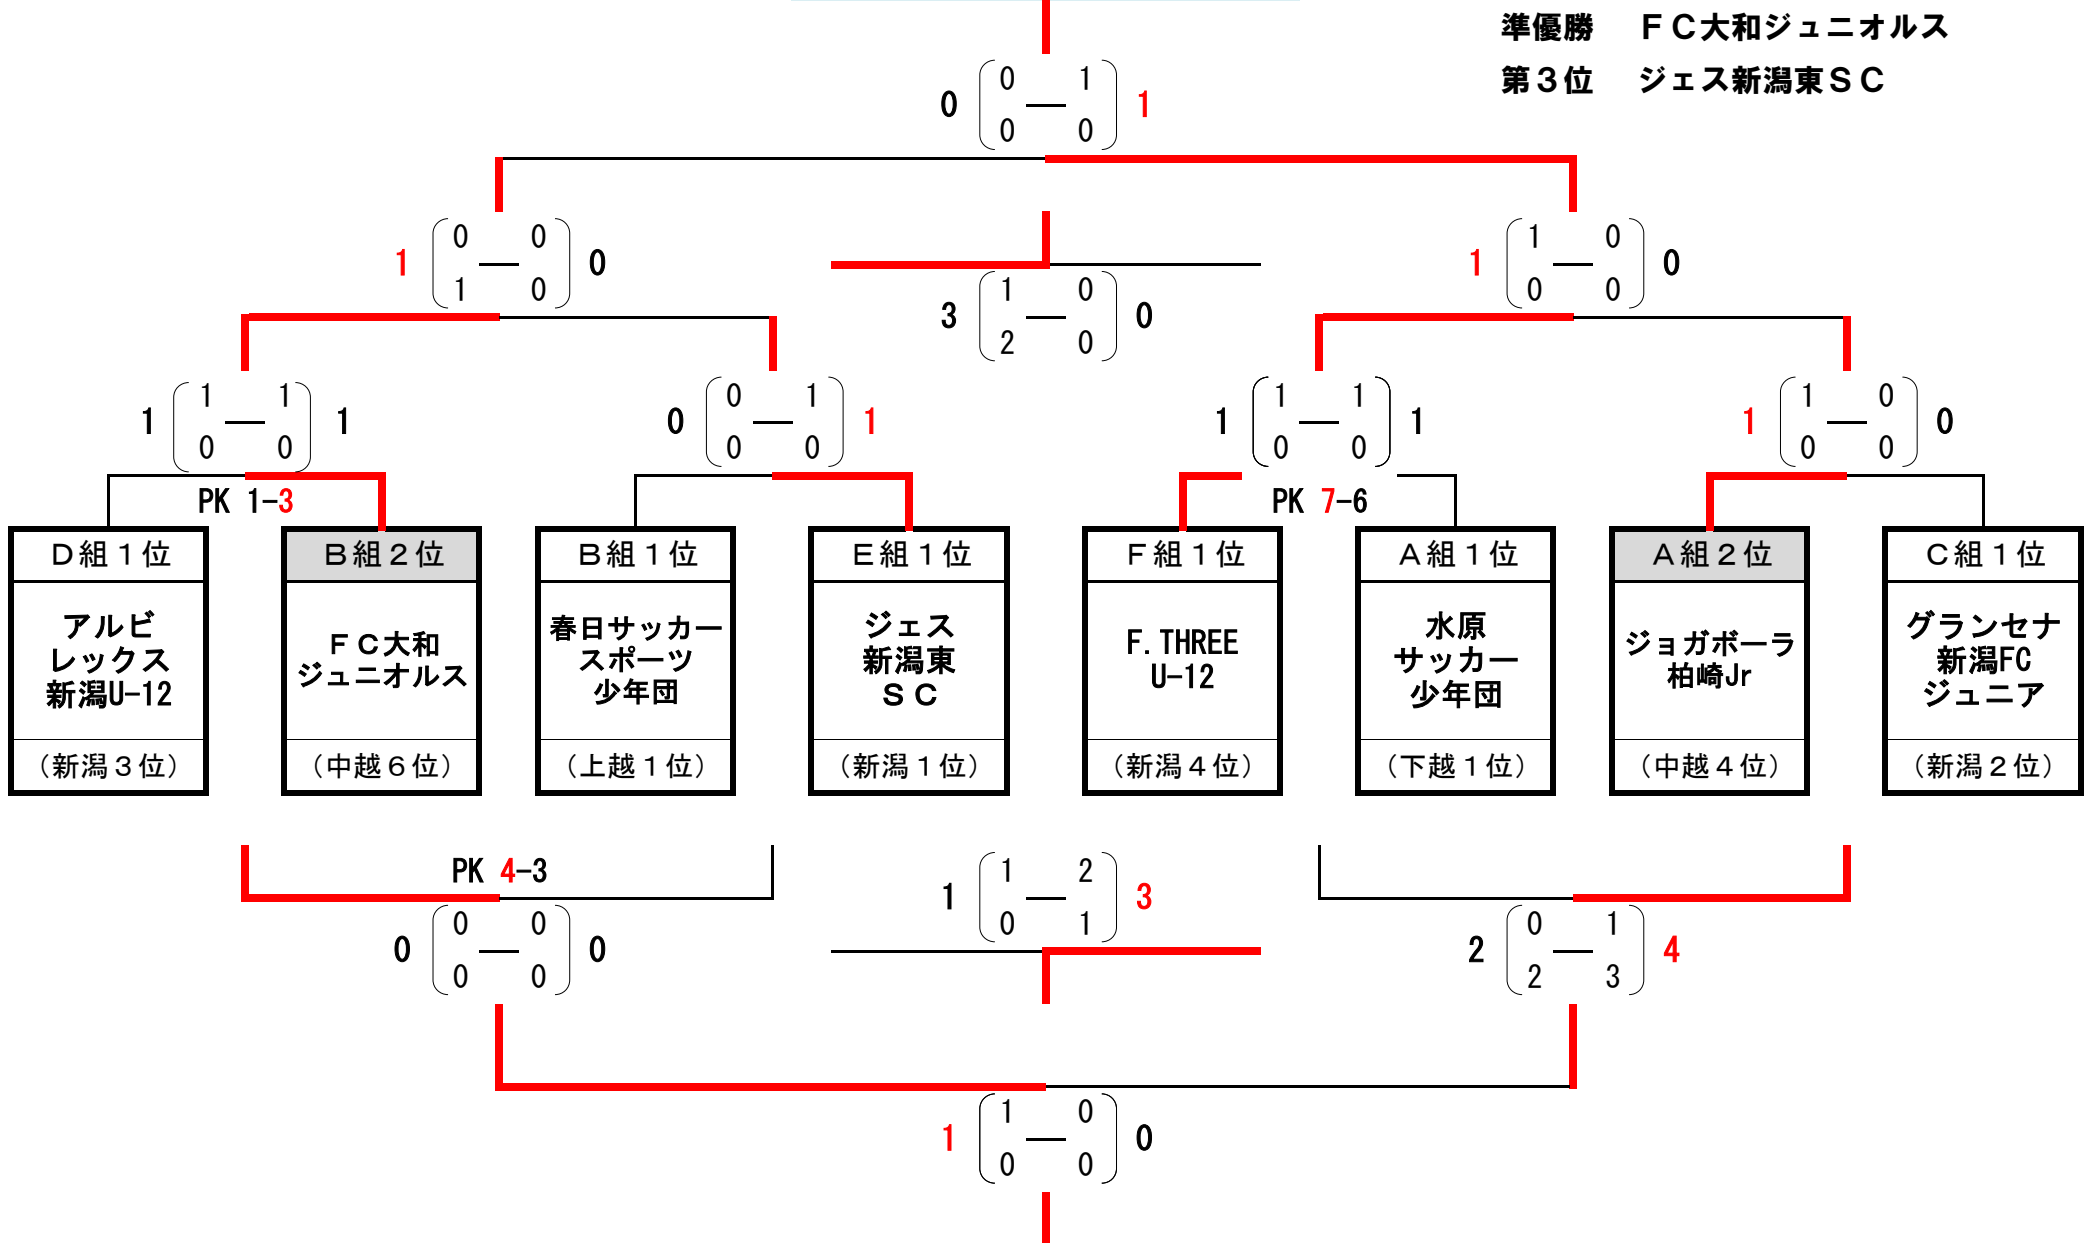 準優勝 ＦＣ大和ジュニオルス
第３位 ジェス新潟東ＳＣ
0 0 — 1 1
0 0
1 0 — 0 0
1 0
3 1 — 0 0
2 0
1 1 — 0 0
0 0
1 1 — 1 1
0 0
PK 1-3
0 0 — 1 1
0 0
1 1 — 1 1
0 0
PK 7-6
1 1 — 0 0
0 0
Ｄ組１位
アルビ
レックス
新潟U-12
（新潟３位）
Ｂ組２位
ＦＣ大和
ジュニオルス
（中越６位）
Ｂ組１位
春日サッカー
スポーツ
少年団
（上越１位）
Ｅ組１位
ジェス
新潟東
ＳＣ
（新潟１位）
Ｆ組１位
F.THREE
U-12
（新潟４位）
Ａ組１位
水原
サッカー
少年団
（下越１位）
Ａ組２位
ジョガボーラ
柏崎Jr
（中越４位）
Ｃ組１位
グランセナ
新潟FC
ジュニア
（新潟２位）
PK 4-3
0 0 — 0 0
0 0
1 1 — 2 3
0 1
2 0 — 1 4
2 3
1 1 — 0 0
0 0